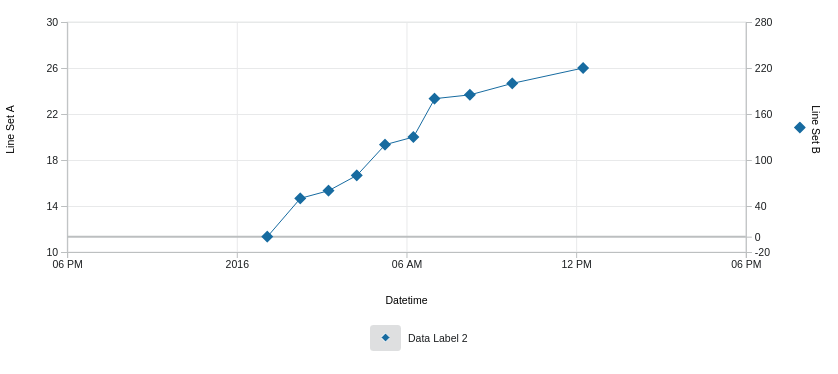 30
280
26
220
22
160
18
100
14
40
0
10
-20
06 PM
2016
06 AM
12 PM
06 PM
Line Set A
Line Set B
Datetime
Data Label 2